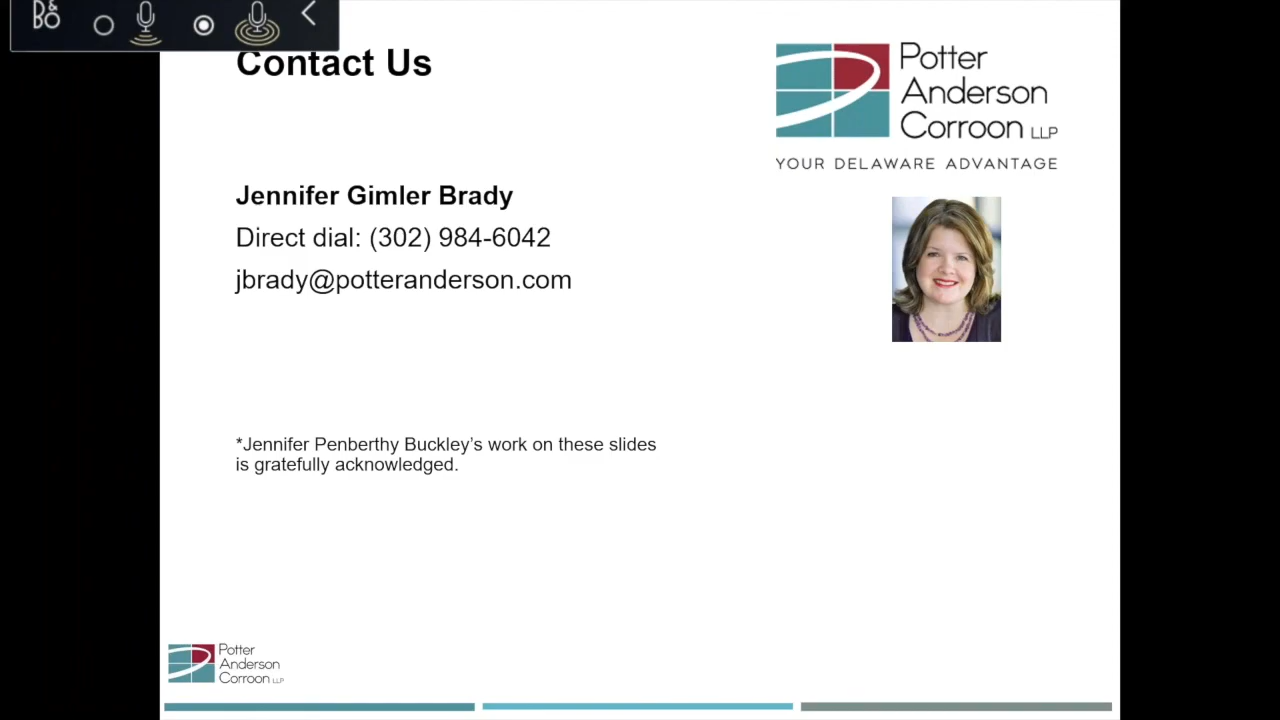 B&O
Contact Us
Potter
Anderson
Corroon LLP
YOUR DELAWARE ADVANTAGE
Jennifer Gimler Brady
Direct dial: (302) 984-6042
jbrady@potteranderson.com
*Jennifer Penberthy Buckley's work on these slides
is gratefully acknowledged.
Potter
Anderson
Corroon LLP